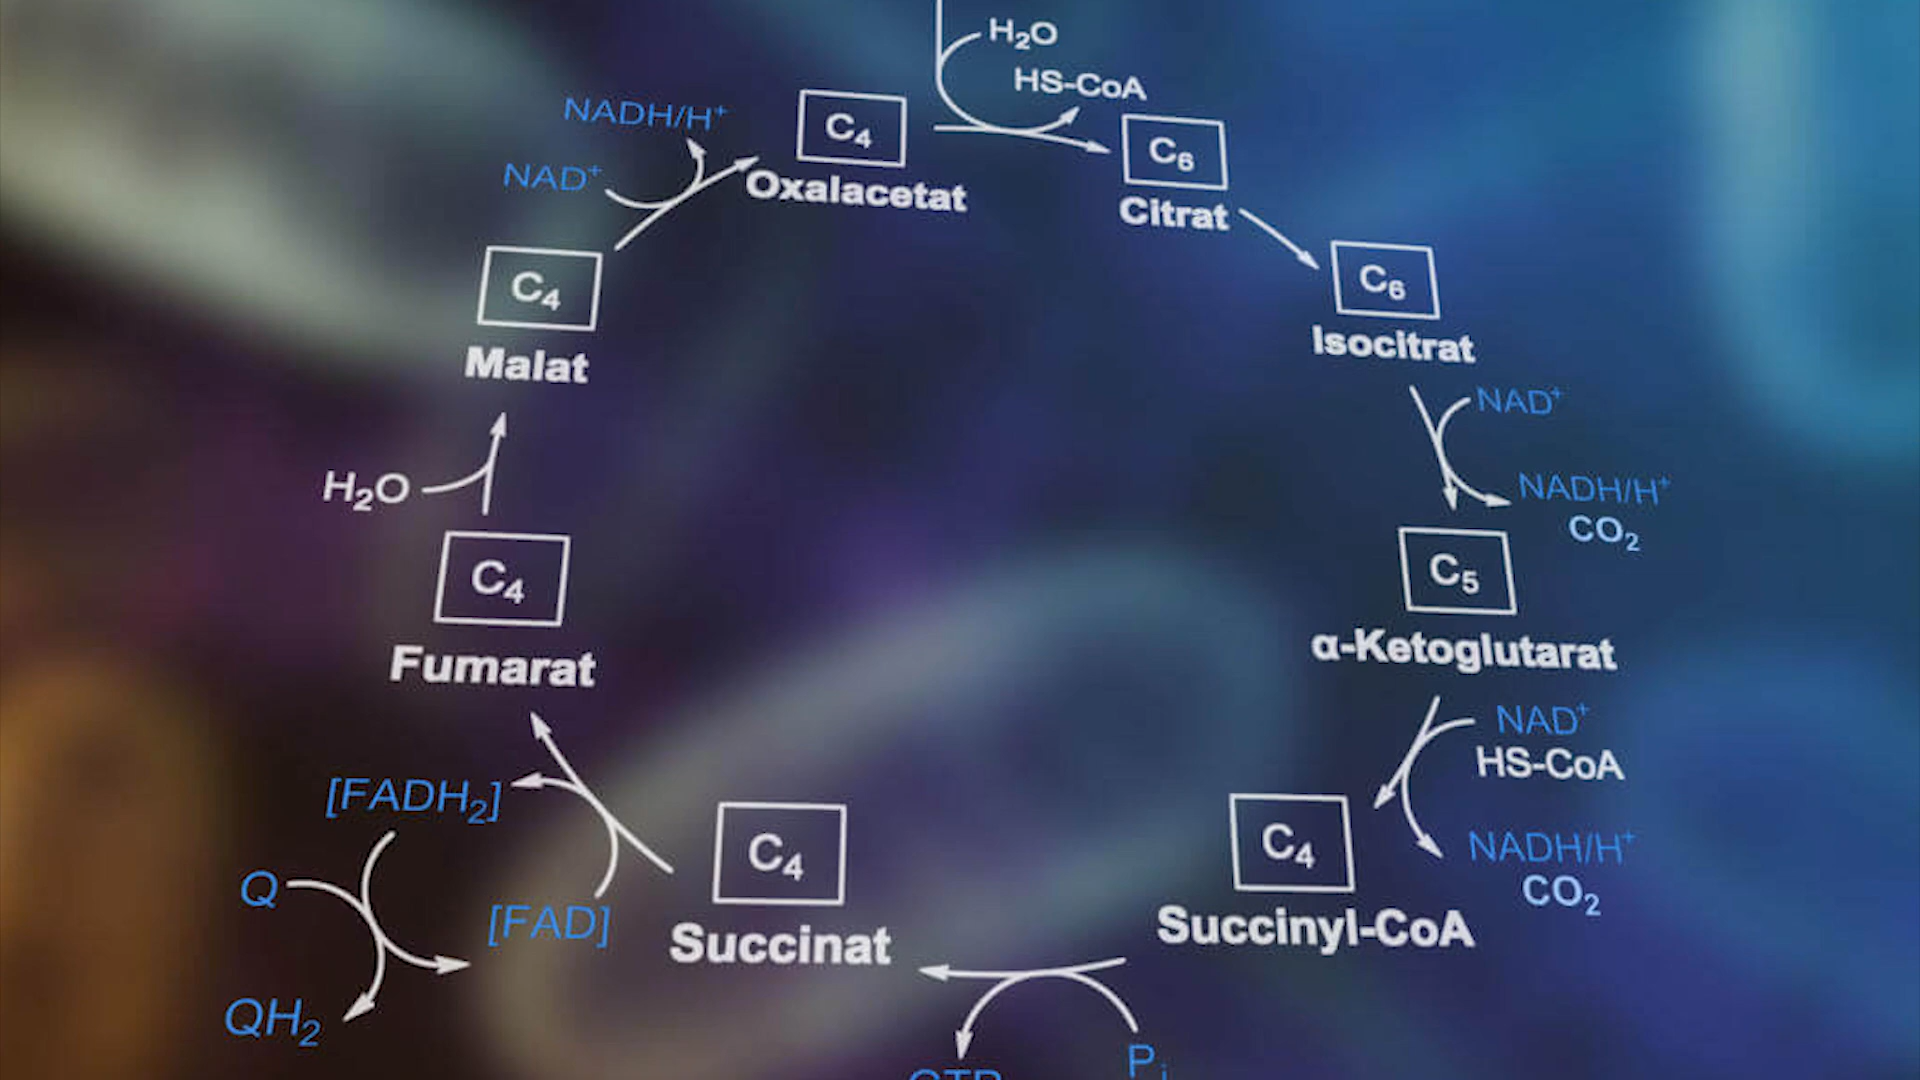 H₂O
HS-CoA
NADH/H⁺
C₄
Oxalacetat
C₆
Citrat
NAD⁺
C₄
Malat
C₆
Isocitrat
NAD⁺
NADH/H⁺
CO₂
H₂O
C₄
Fumarat
C₅
α-Ketoglutarat
NAD⁺
HS-CoA
[FADH₂]
C₄
Succinat
C₄
Succinyl-CoA
NADH/H⁺
CO₂
Q
[FAD]
QH₂
Pᵢ